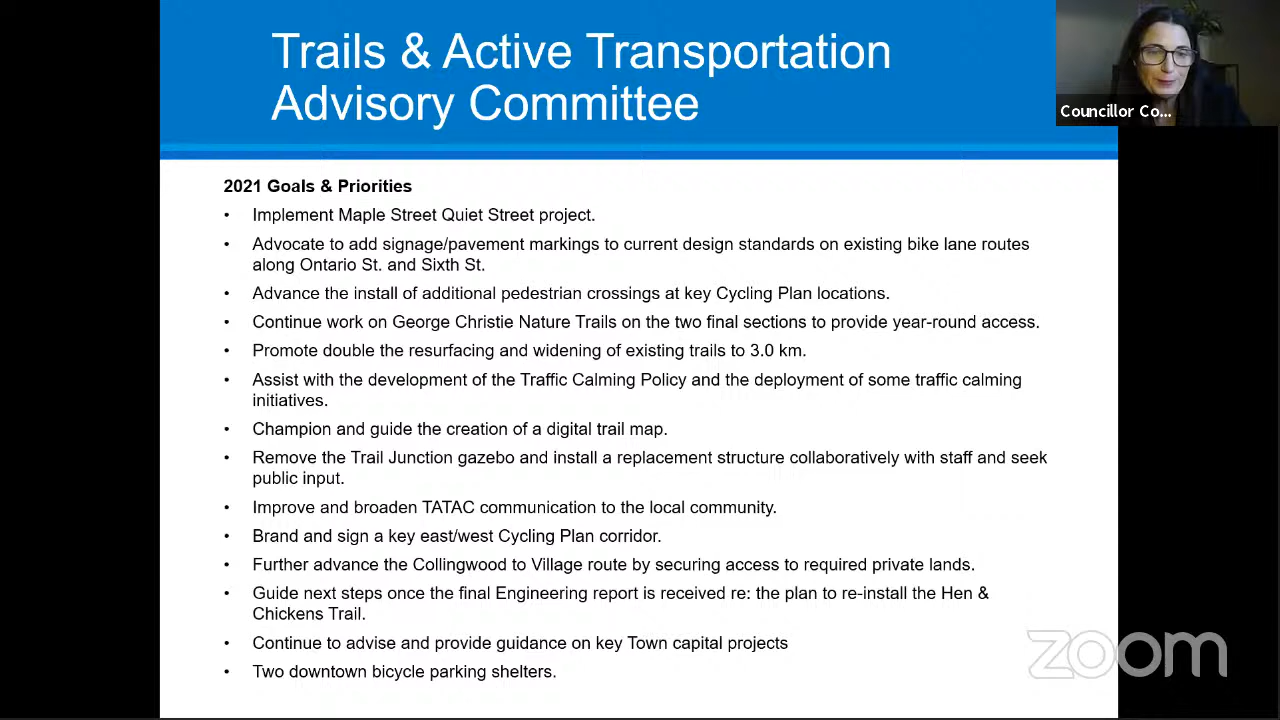 Trails & Active Transportation
Advisory Committee
Councillor Co...
2021 Goals & Priorities
• Implement Maple Street Quiet Street project.
• Advocate to add signage/pavement markings to current design standards on existing bike lane routes
along Ontario St. and Sixth St.
• Advance the install of additional pedestrian crossings at key Cycling Plan locations.
• Continue work on George Christie Nature Trails on the two final sections to provide year-round access.
• Promote double the resurfacing and widening of existing trails to 3.0 km.
• Assist with the development of the Traffic Calming Policy and the deployment of some traffic calming
initiatives.
• Champion and guide the creation of a digital trail map.
• Remove the Trail Junction gazebo and install a replacement structure collaboratively with staff and seek
public input.
• Improve and broaden TATAC communication to the local community.
• Brand and sign a key east/west Cycling Plan corridor.
• Further advance the Collingwood to Village route by securing access to required private lands.
• Guide next steps once the final Engineering report is received re: the plan to re-install the Hen &
Chickens Trail.
• Continue to advise and provide guidance on key Town capital projects
• Two downtown bicycle parking shelters.
zoom